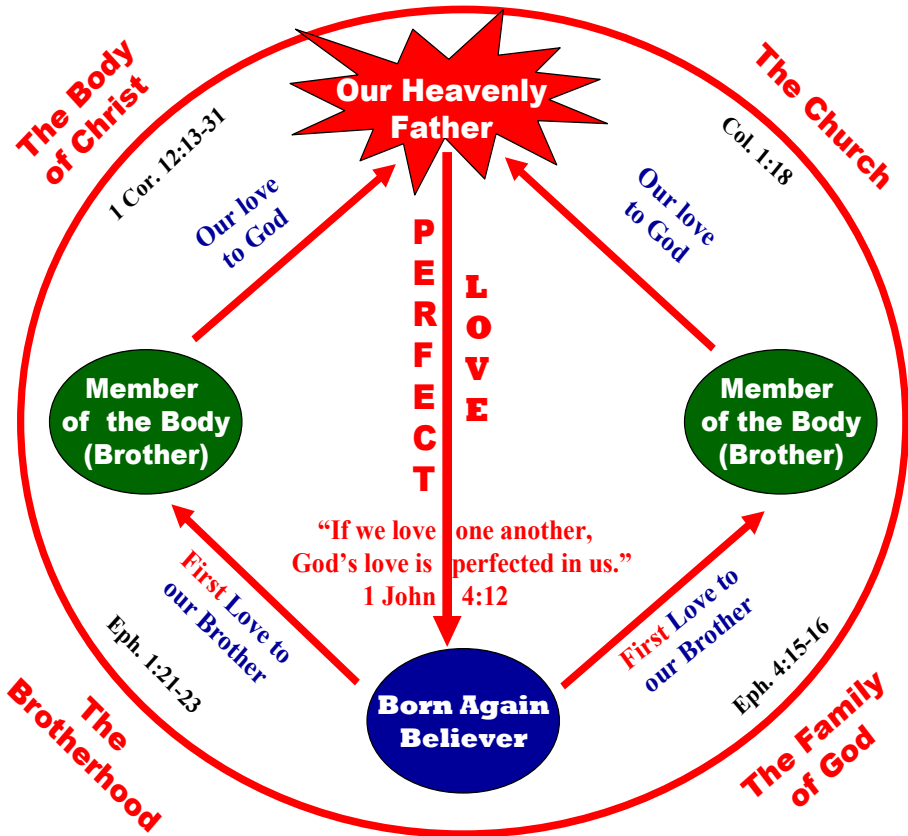 The Body
of Christ
1 Cor. 12:13-31
Our Heavenly
Father
The Church
Col. 1:18
Our love
to God
Our love
to God
PERFECT
LOVE
Member
of the Body
(Brother)
Member
of the Body
(Brother)
“If we love one another,
God’s love is perfected in us.”
1 John 4:12
First Love to
our Brother
First Love to
our Brother
Eph. 1:21-23
Eph. 4:15-16
Born Again
Believer
The
Brotherhood
The Family
of God